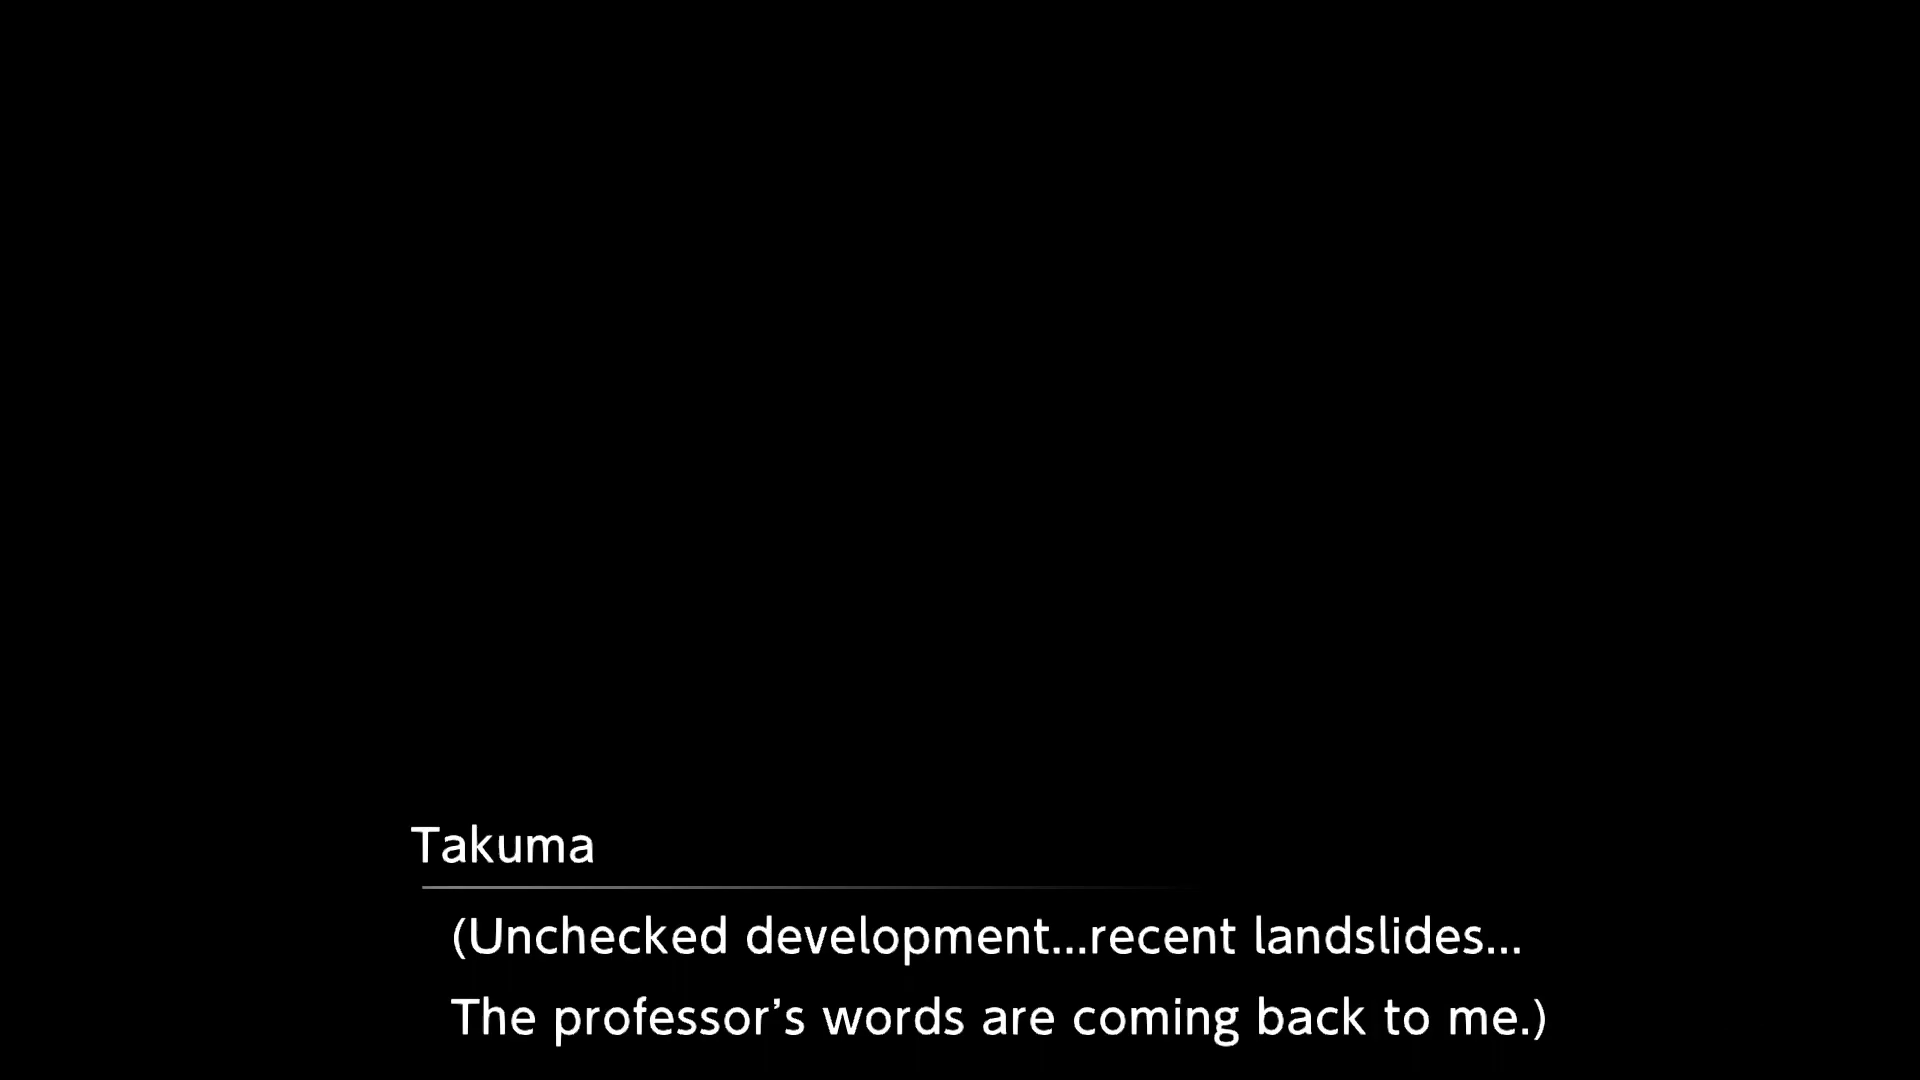 Takuma
(Unchecked development...recent landslides...
The professor's words are coming back to me.)